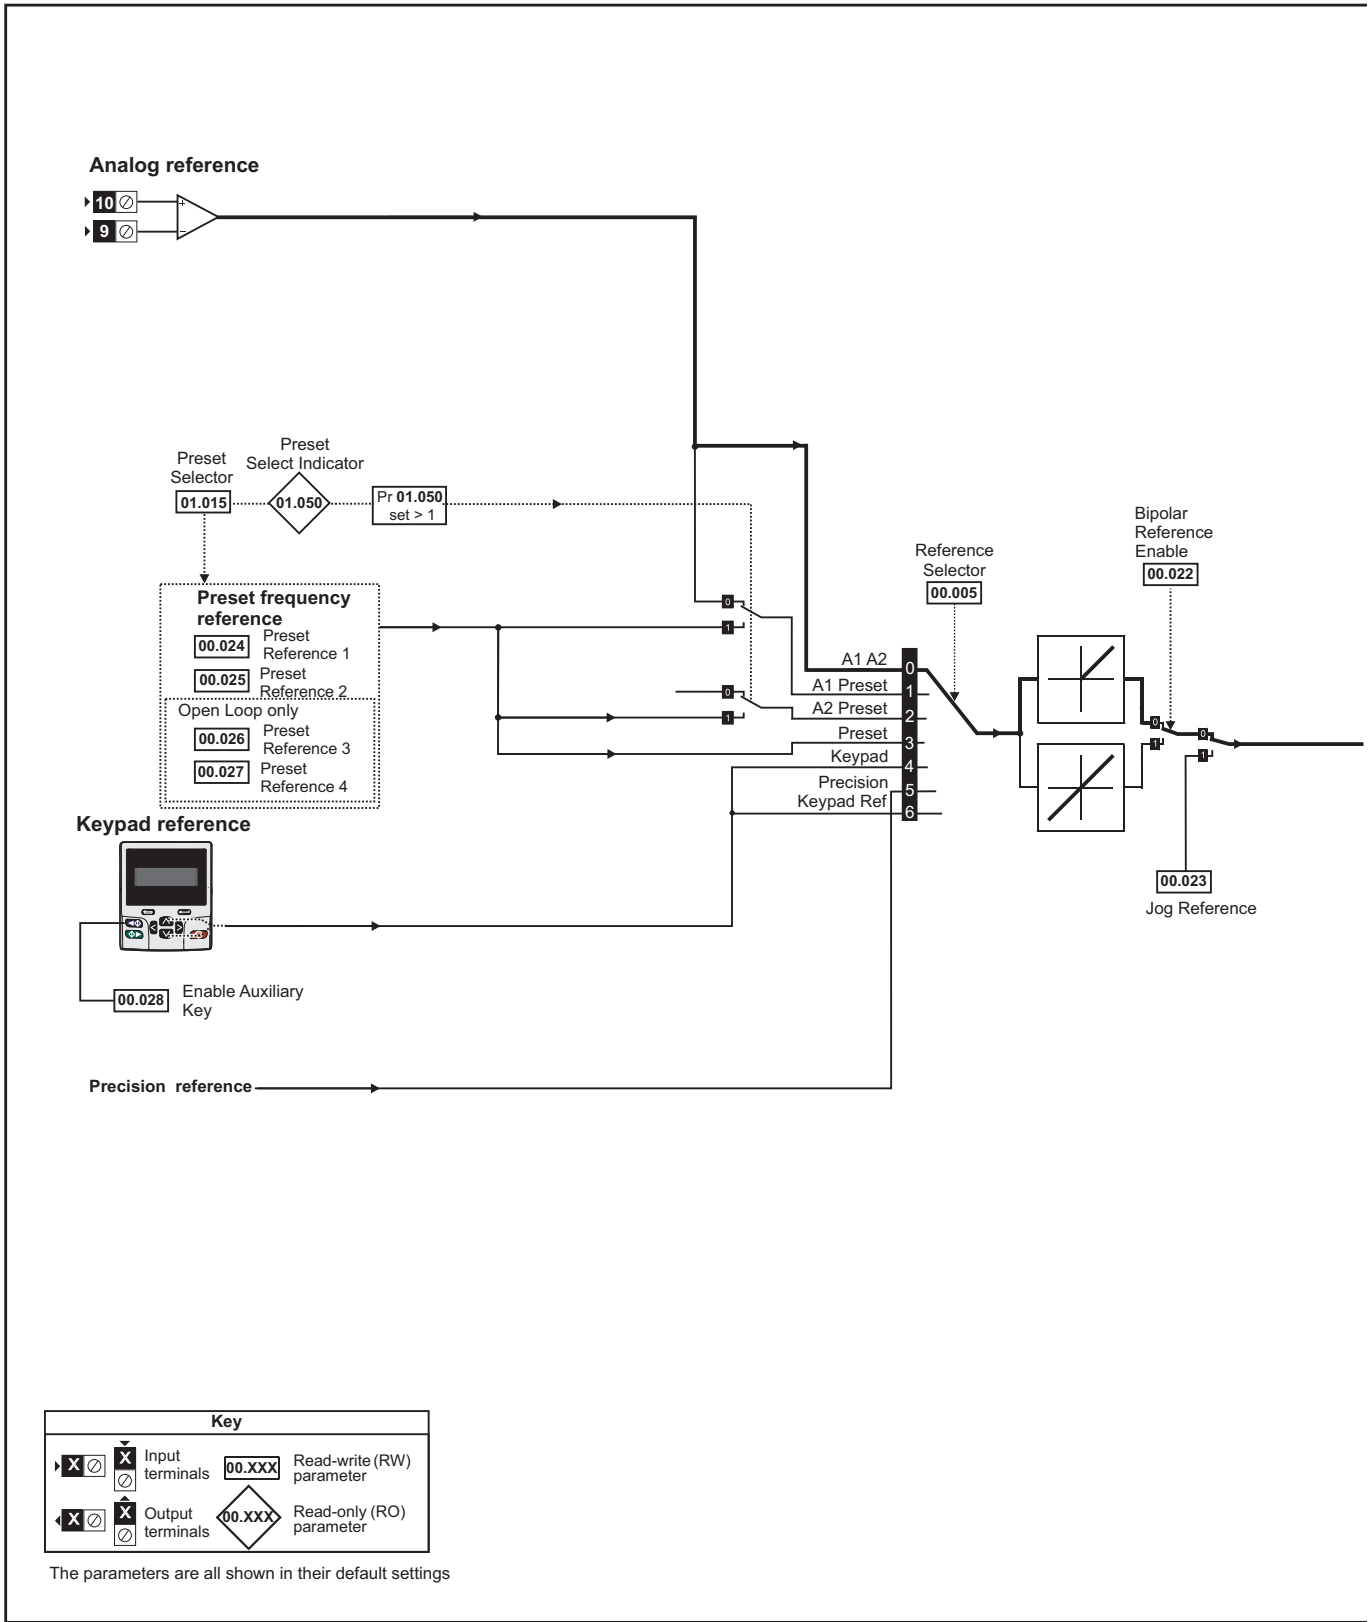 Analog reference
10
+
9
−
Preset
Selector
01.015
Preset
Select Indicator
01.050
Pr 01.050
set > 1
Preset frequency
reference
00.024
Preset
Reference 1
00.025
Preset
Reference 2
Open Loop only
00.026
Preset
Reference 3
00.027
Preset
Reference 4
0
1
0
1
Reference
Selector
00.005
A1 A2
0
A1 Preset
1
A2 Preset
2
Preset
3
Keypad
4
Precision
5
Keypad Ref
6
Bipolar
Reference
Enable
00.022
0
1
0
1
00.023
Jog Reference
Keypad reference
00.028
Enable Auxiliary
Key
Precision reference
Key
X
X
Input
terminals
00.XXX
Read-write (RW)
parameter
X
X
Output
terminals
00.XXX
Read-only (RO)
parameter
The parameters are all shown in their default settings